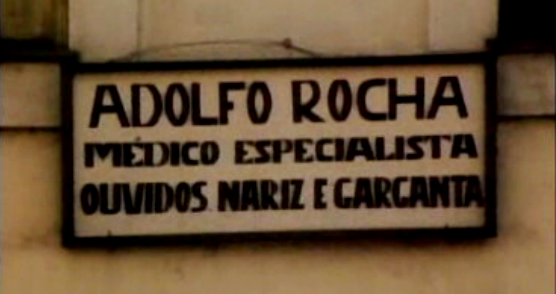 ADOLFO ROCHA
MÉDICO ESPECIALISTA
OUVIDOS NARIZ E GARGANTA